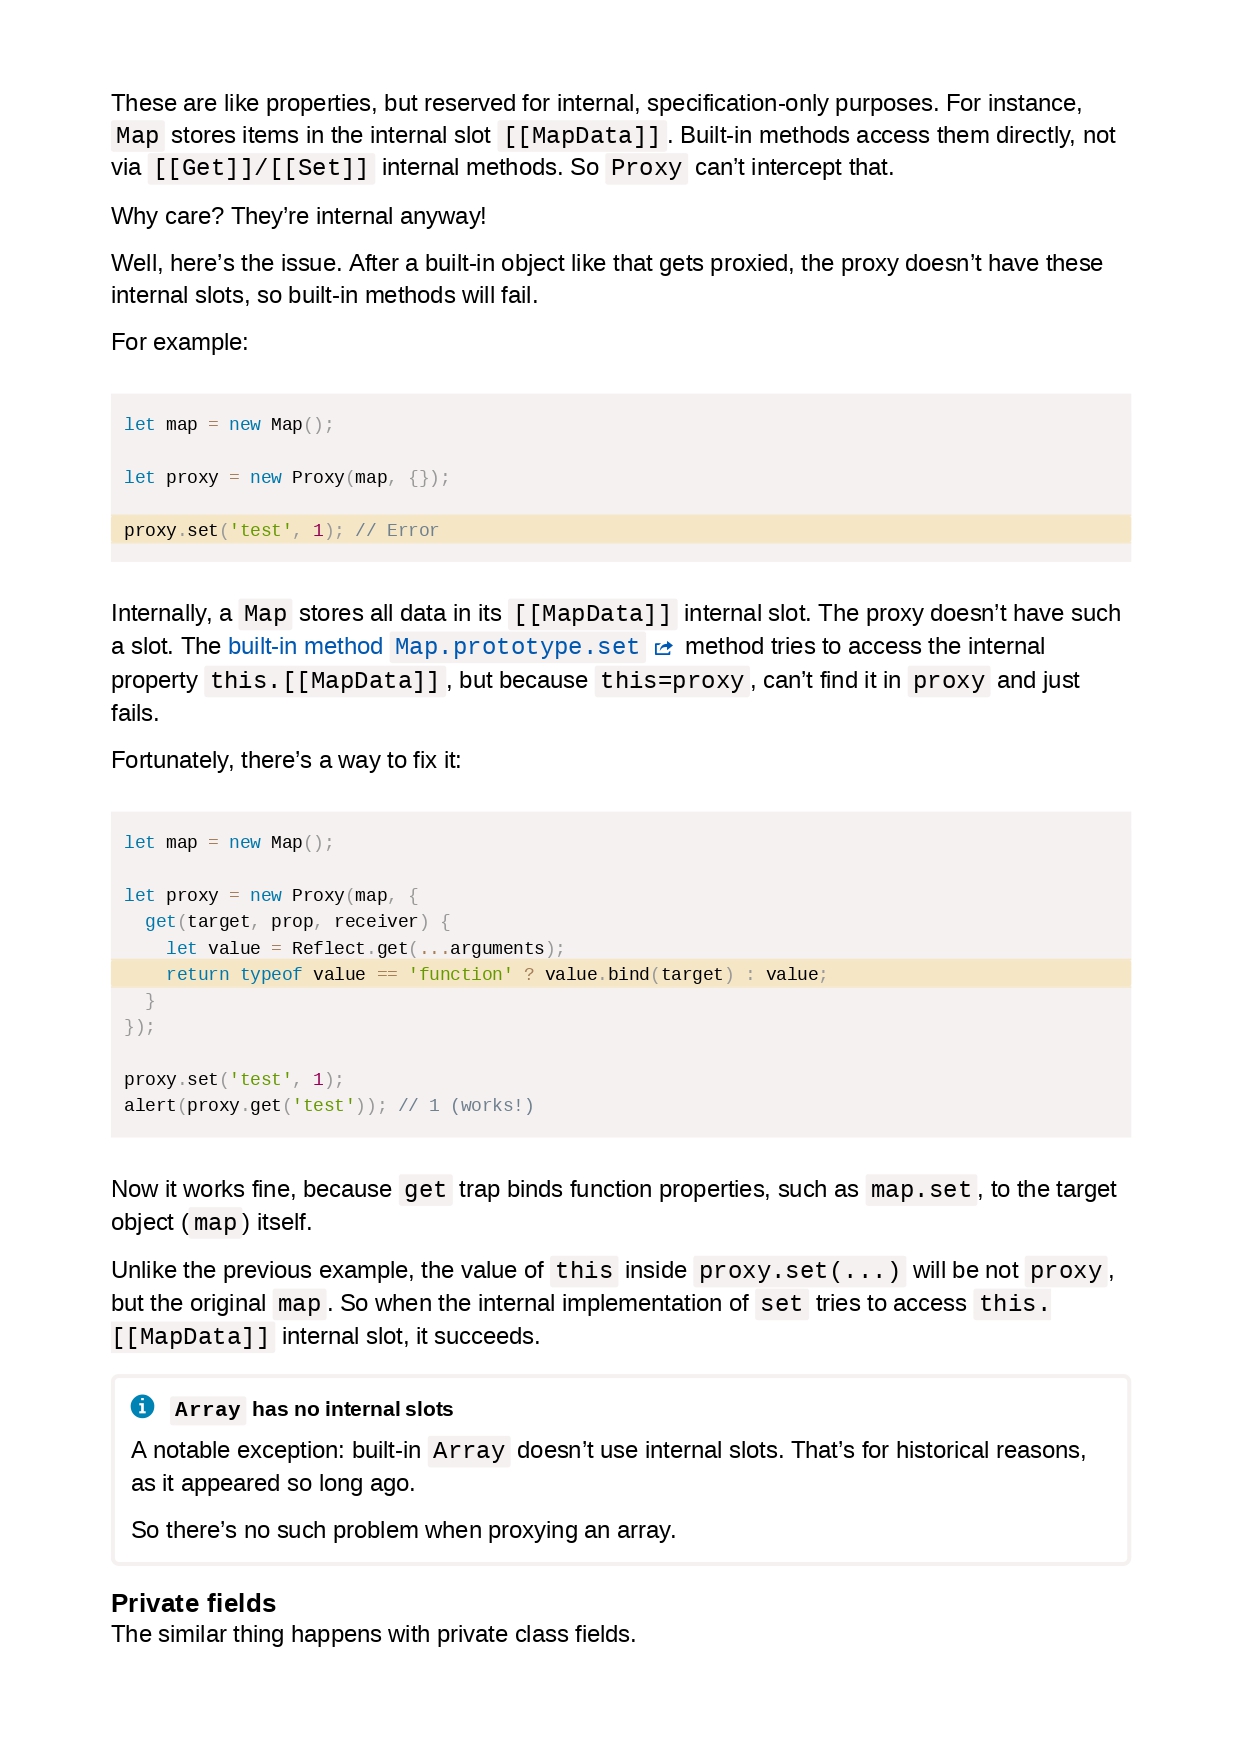 These are like properties, but reserved for internal, specification-only purposes. For instance,
Map stores items in the internal slot [[MapData]]. Built-in methods access them directly, not
via [[Get]]/[[Set]] internal methods. So Proxy can’t intercept that.
Why care? They’re internal anyway!
Well, here’s the issue. After a built-in object like that gets proxied, the proxy doesn’t have these
internal slots, so built-in methods will fail.
For example:
let map = new Map();
let proxy = new Proxy(map, {});
proxy.set('test', 1); // Error
Internally, a Map stores all data in its [[MapData]] internal slot. The proxy doesn’t have such
a slot. The built-in method Map.prototype.set method tries to access the internal
property this.[[MapData]], but because this=proxy, can’t find it in proxy and just
fails.
Fortunately, there’s a way to fix it:
let map = new Map();
let proxy = new Proxy(map, {
  get(target, prop, receiver) {
    let value = Reflect.get(...arguments);
    return typeof value == 'function' ? value.bind(target) : value;
  }
});
proxy.set('test', 1);
alert(proxy.get('test')); // 1 (works!)
Now it works fine, because get trap binds function properties, such as map.set, to the target
object (map) itself.
Unlike the previous example, the value of this inside proxy.set(...) will be not proxy,
but the original map. So when the internal implementation of set tries to access this.
[[MapData]] internal slot, it succeeds.
Array has no internal slots
A notable exception: built-in Array doesn’t use internal slots. That’s for historical reasons,
as it appeared so long ago.
So there’s no such problem when proxying an array.
Private fields
The similar thing happens with private class fields.